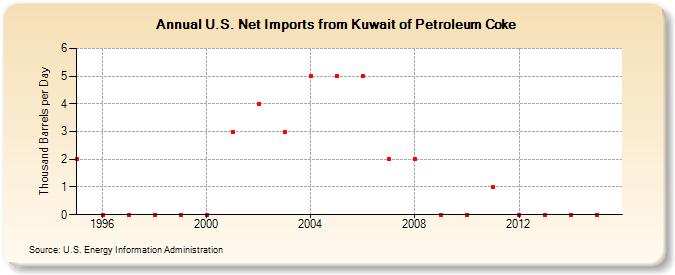 Annual U.S. Net Imports from Kuwait of Petroleum Coke
Thousand Barrels per Day
6
5
4
3
2
1
0
1996 2000 2004 2008 2012
Source: U.S. Energy Information Administration